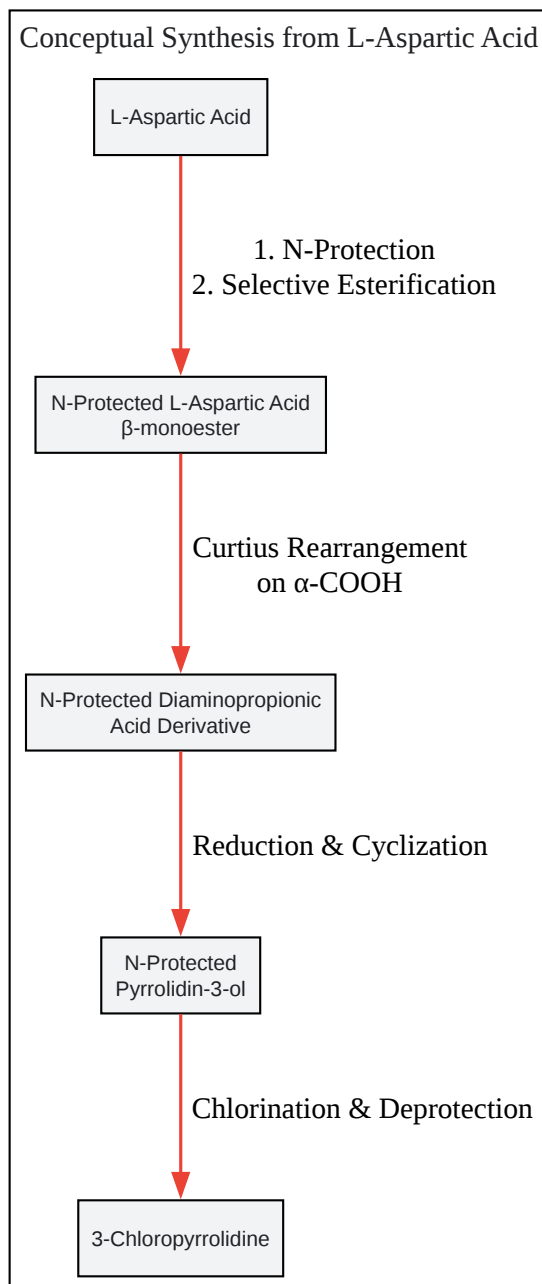 Conceptual Synthesis from L-Aspartic Acid
L-Aspartic Acid
1. N-Protection
2. Selective Esterification
N-Protected L-Aspartic Acid
β-monoester
Curtius Rearrangement
on α-COOH
N-Protected Diaminopropionic
Acid Derivative
Reduction & Cyclization
N-Protected
Pyrrolidin-3-ol
Chlorination & Deprotection
3-Chloropyrrolidine